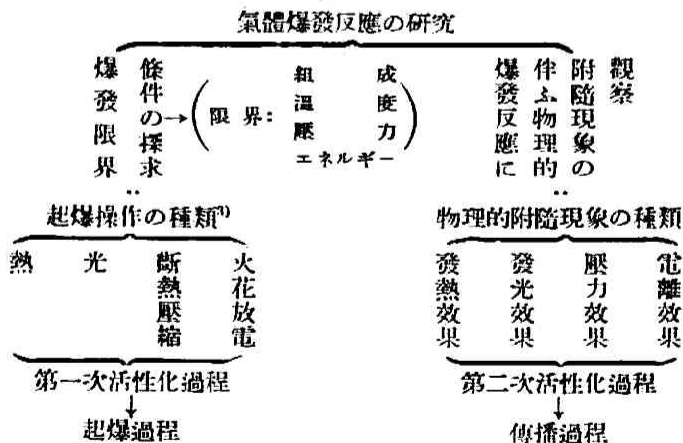 氣體爆發反應の研究
爆發限界
條件の探求
→
限界:
組成
溫度
壓力
エネルギー
爆發反應に
伴ふ物理的
附隨現象の
觀察
起爆操作の種類¹⁾
物理的附隨現象の種類
熱
光
斷熱壓縮
火花放電
發熱效果
發光效果
壓力效果
電離效果
第一次活性化過程
↓
起爆過程
第二次活性化過程
↓
傳播過程